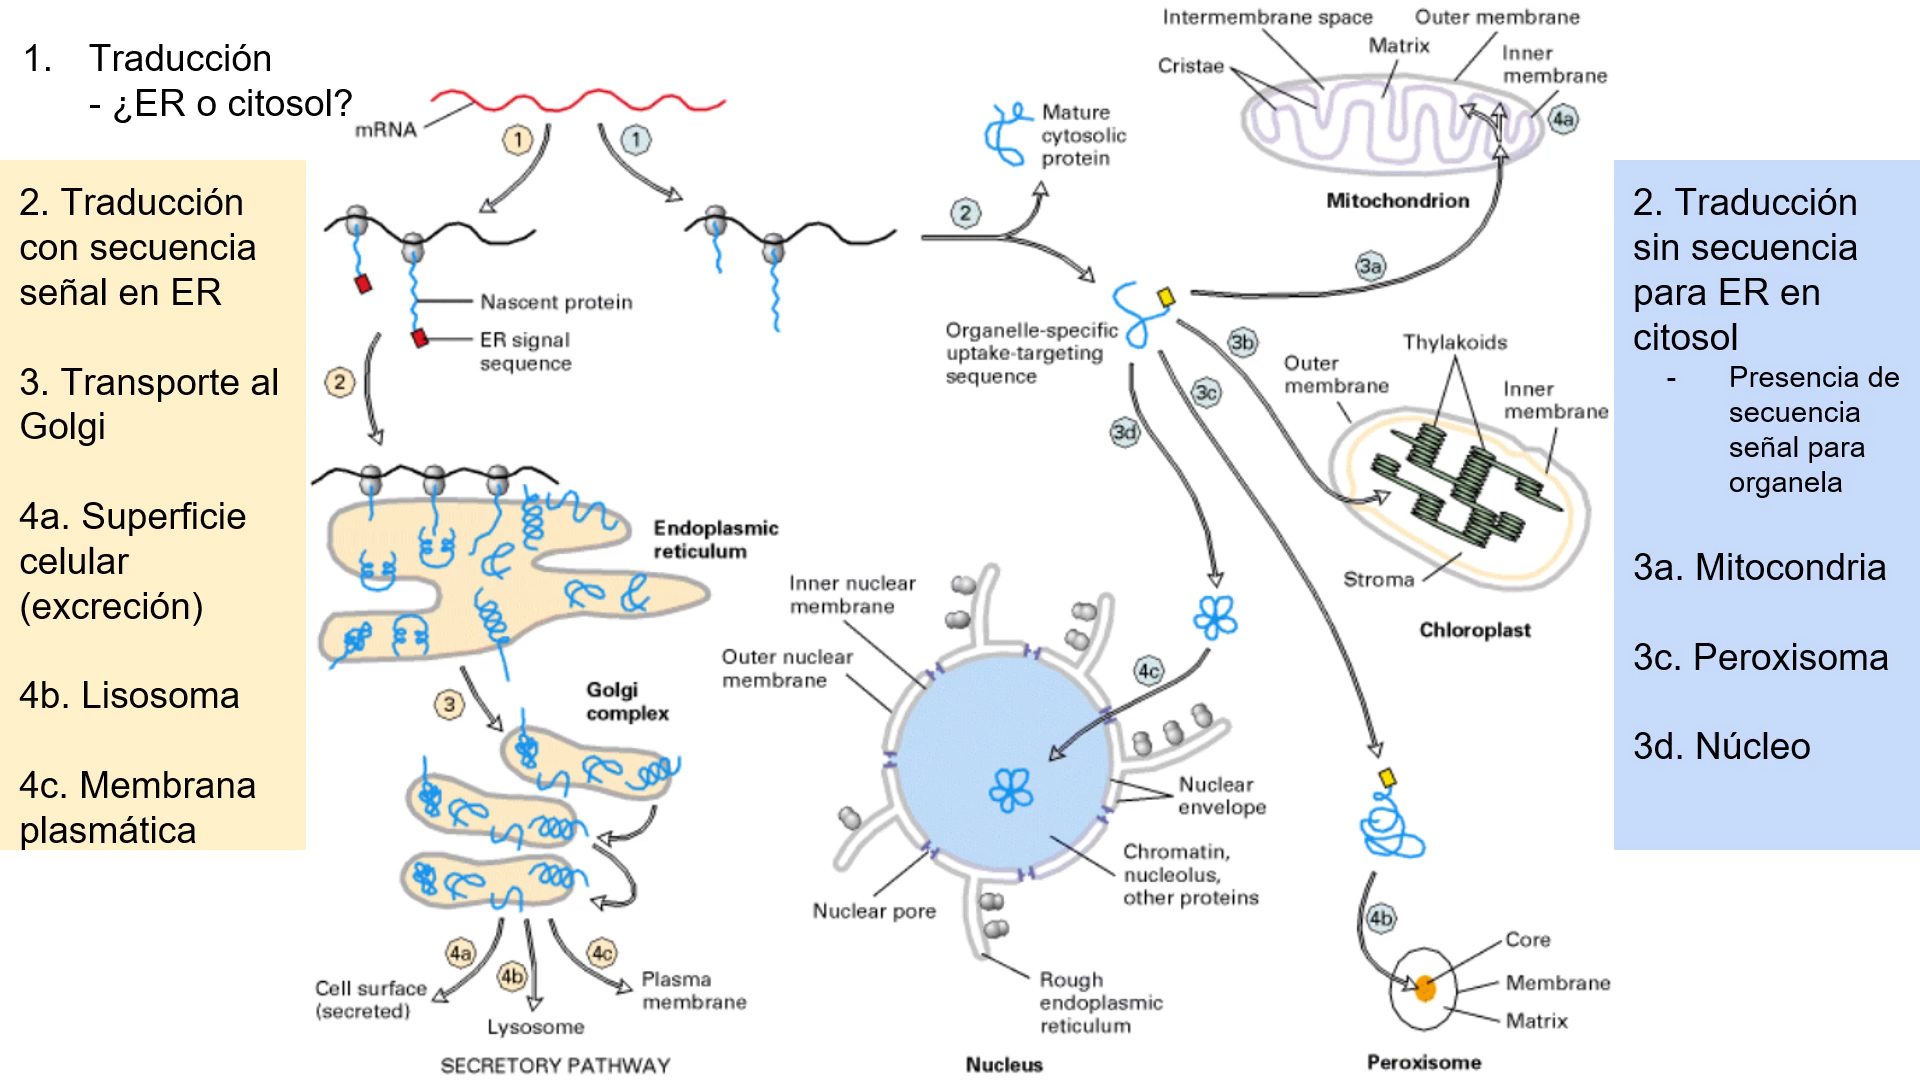 1. Traducción
- ¿ER o citosol?
2. Traducción
con secuencia
señal en ER
3. Transporte al
Golgi
4a. Superficie
celular
(excreción)
4b. Lisosoma
4c. Membrana
plasmática
mRNA
1
1
Nascent protein
ER signal
sequence
2
Endoplasmic
reticulum
3
Golgi
complex
4a
4b
4c
Cell surface
(secreted)
Lysosome
Plasma
membrane
SECRETORY PATHWAY
2
Mature
cytosolic
protein
Organelle-specific
uptake-targeting
sequence
3a
3b
3c
3d
Intermembrane space
Outer membrane
Matrix
Inner
membrane
Cristae
4a
Mitochondrion
Outer
membrane
Thylakoids
Inner
membrane
Stroma
Chloroplast
Inner nuclear
membrane
Outer nuclear
membrane
4c
Nuclear
envelope
Chromatin,
nucleolus,
other proteins
Nuclear pore
Rough
endoplasmic
reticulum
Nucleus
4b
Core
Membrane
Matrix
Peroxisome
2. Traducción
sin secuencia
para ER en
citosol
- Presencia de
secuencia
señal para
organela
3a. Mitocondria
3c. Peroxisoma
3d. Núcleo